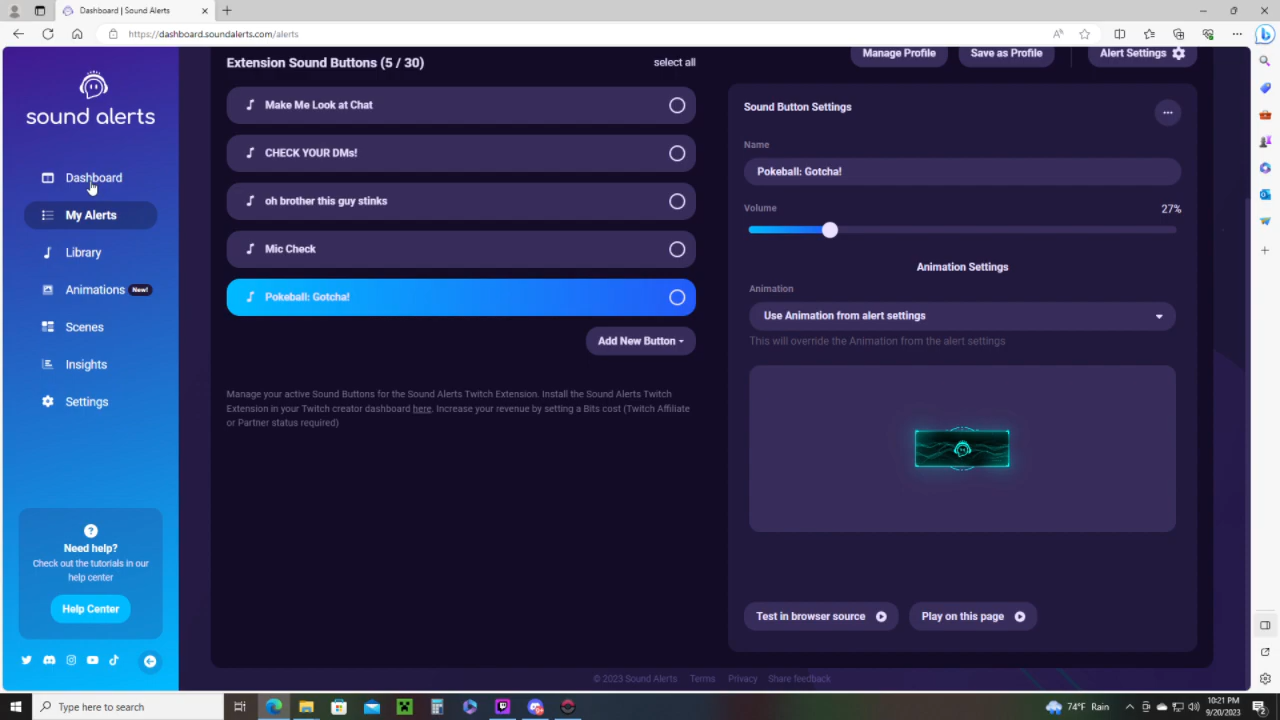 Dashboard | Sound Alerts
https://dashboard.soundalerts.com/alerts
sound alerts
Dashboard
My Alerts
Library
Animations New!
Scenes
Insights
Settings
Need help?
Check out the tutorials in our
help center
Help Center
Extension Sound Buttons (5 / 30)
select all
Make Me Look at Chat
CHECK YOUR DMs!
oh brother this guy stinks
Mic Check
Pokeball: Gotcha!
Add New Button
Manage your active Sound Buttons for the Sound Alerts Twitch Extension. Install the Sound Alerts Twitch
Extension in your Twitch creator dashboard here. Increase your revenue by setting a Bits cost (Twitch Affiliate
or Partner status required)
Manage Profile
Save as Profile
Alert Settings
Sound Button Settings
Name
Pokeball: Gotcha!
Volume
27%
Animation Settings
Animation
Use Animation from alert settings
This will override the Animation from the alert settings
Test in browser source
Play on this page
© 2023 Sound Alerts Terms Privacy Share feedback
Type here to search
74°F Rain
10:21 PM
9/20/2023
2